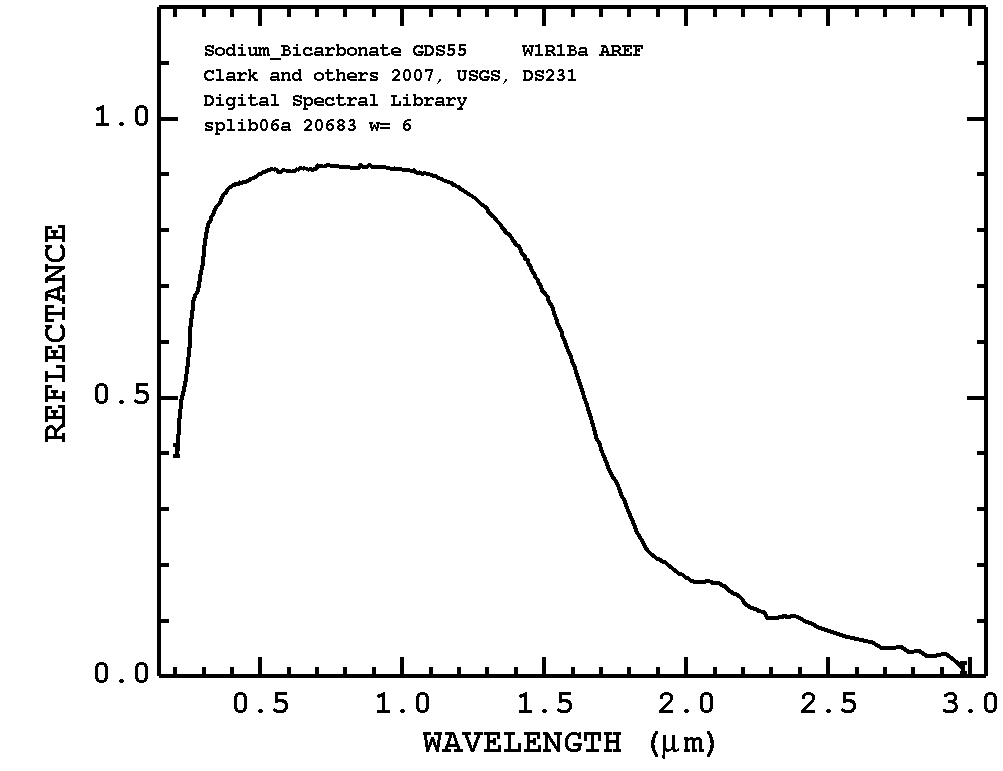 Sodium_Bicarbonate GDS55 W1R1Ba AREF
Clark and others 2007, USGS, DS231
Digital Spectral Library
splib06a 20683 w= 6
1.0
0.5
0.0
REFLECTANCE
0.5 1.0 1.5 2.0 2.5 3.0
WAVELENGTH (μm)